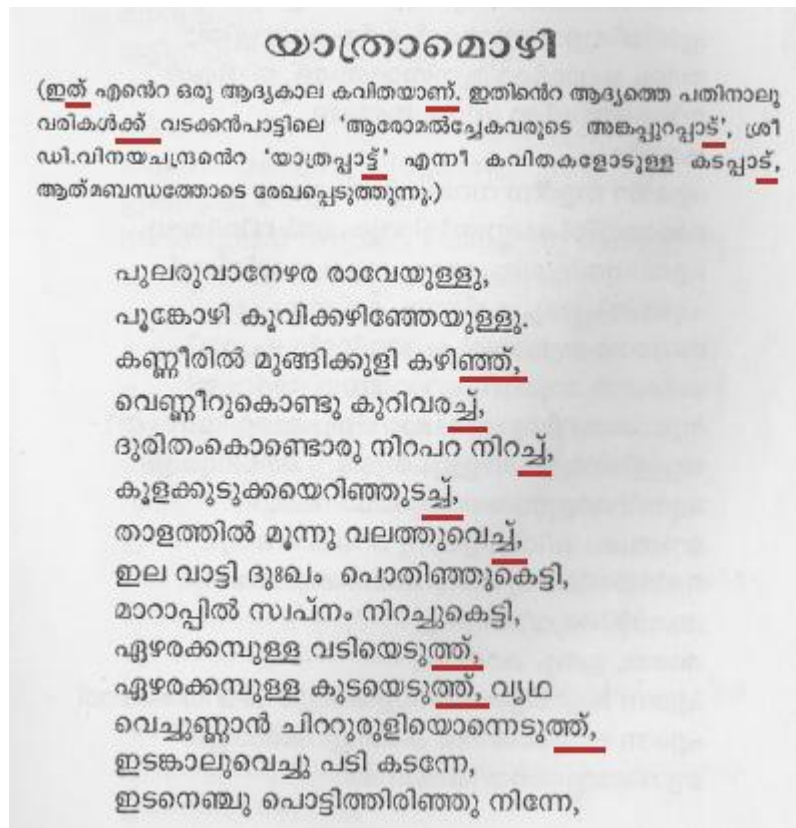 യാത്രാമൊഴി
(ഇത് എൻെറ ഒരു ആദ്യകാല കവിതയാണ്. ഇതിൻെറ ആദ്യത്തെ പതിനാലു
വരികൾക്ക് വടക്കൻപാട്ടിലെ ‘ആരോമൽച്ചേകവരുടെ അങ്കപ്പുറപ്പാട്’, ശ്രീ
ഡി.വിനയചന്ദ്രൻെറ ‘യാത്രപ്പാട്ട്’ എന്നീ കവിതകളോടുള്ള കടപ്പാട്,
ആത്മബന്ധത്തോടെ രേഖപ്പെടുത്തുന്നു.)
പുലരുവാനേഴര രാവേയുള്ളു,
പൂങ്കോഴി കൂവിക്കഴിഞ്ഞേയുള്ളു.
കണ്ണീരിൽ മുങ്ങിക്കുളി കഴിഞ്ഞ്,
വെണ്ണീറുകൊണ്ടു കുറിവരച്ച്,
ദുരിതംകൊണ്ടൊരു നിറപറ നിറച്ച്,
കൂളക്കുടുക്കയെറിഞ്ഞുടച്ച്,
താളത്തിൽ മൂന്നു വലത്തുവെച്ച്,
ഇല വാട്ടി ദുഃഖം പൊതിഞ്ഞുകെട്ടി,
മാറാപ്പിൽ സ്വപ്നം നിറച്ചുകെട്ടി,
ഏഴരക്കമ്പുള്ള വടിയെടുത്ത്,
ഏഴരക്കമ്പുള്ള കുടയെടുത്ത്, വൃഥ
വെച്ചുണ്ണാൻ ചിററുരുളിയൊന്നെടുത്ത്,
ഇടങ്കാലുവെച്ചു പടി കടന്നേ,
ഇടനെഞ്ചു പൊട്ടിത്തിരിഞ്ഞു നിന്നേ,